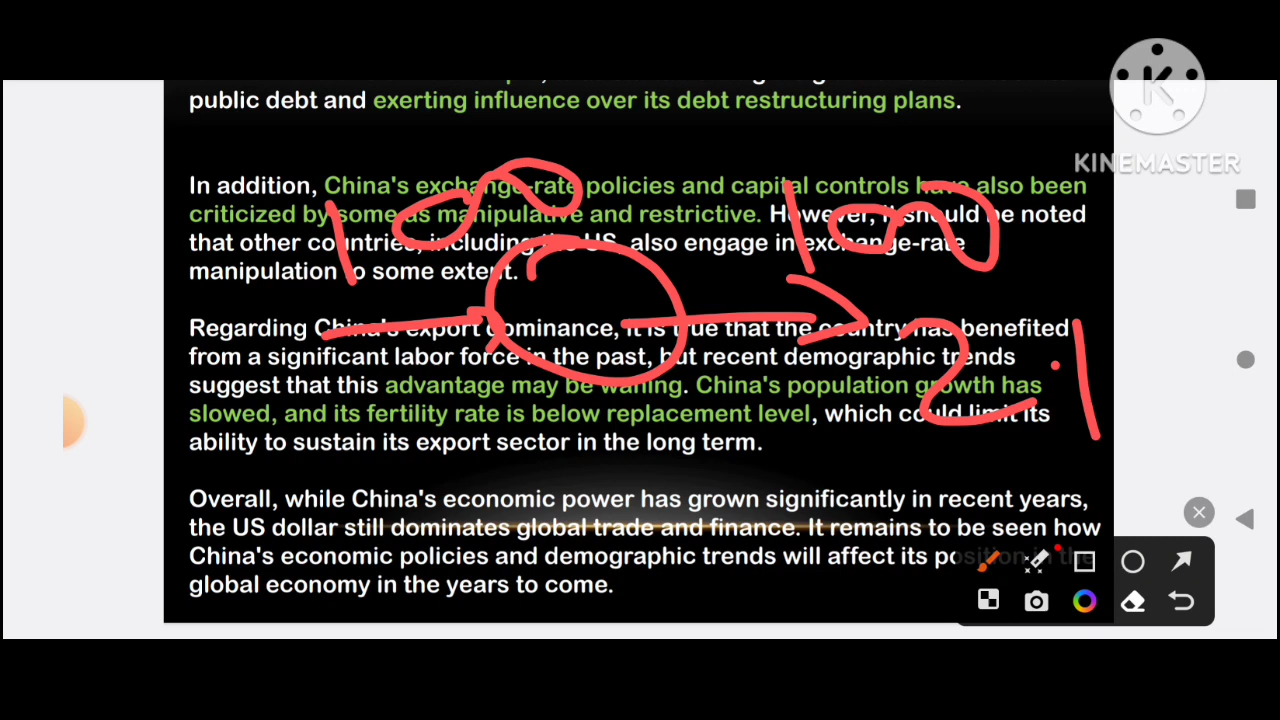 public debt and exerting influence over its debt restructuring plans.
KINEMASTER
In addition, China's exchange-rate policies and capital controls have also been
criticized by some as manipulative and restrictive. However, it should be noted
that other countries, including the US, also engage in exchange-rate
manipulation to some extent.
100 100
Regarding China's export dominance, it is true that the country has benefited
from a significant labor force in the past, but recent demographic trends
suggest that this advantage may be waning. China's population growth has
slowed, and its fertility rate is below replacement level, which could limit its
ability to sustain its export sector in the long term.
2.1
Overall, while China's economic power has grown significantly in recent years,
the US dollar still dominates global trade and finance. It remains to be seen how
China's economic policies and demographic trends will affect its position in the
global economy in the years to come.